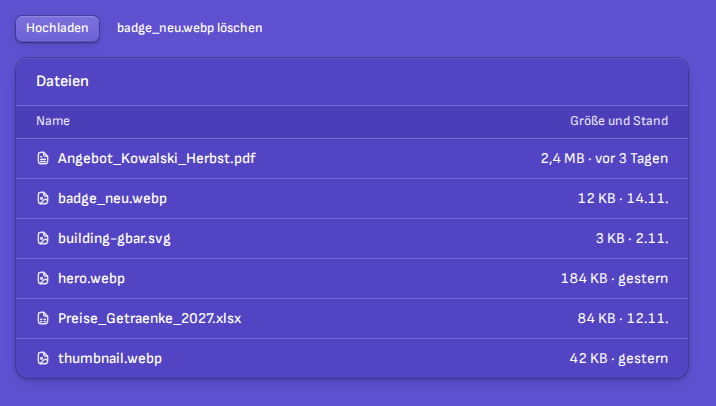 Hochladen badge_neu.webp löschen
Dateien
Name Größe und Stand
Angebot_Kowalski_Herbst.pdf 2,4 MB · vor 3 Tagen
badge_neu.webp 12 KB · 14.11.
building-gbar.svg 3 KB · 2.11.
hero.webp 184 KB · gestern
Preise_Getraenke_2027.xlsx 84 KB · 12.11.
thumbnail.webp 42 KB · gestern